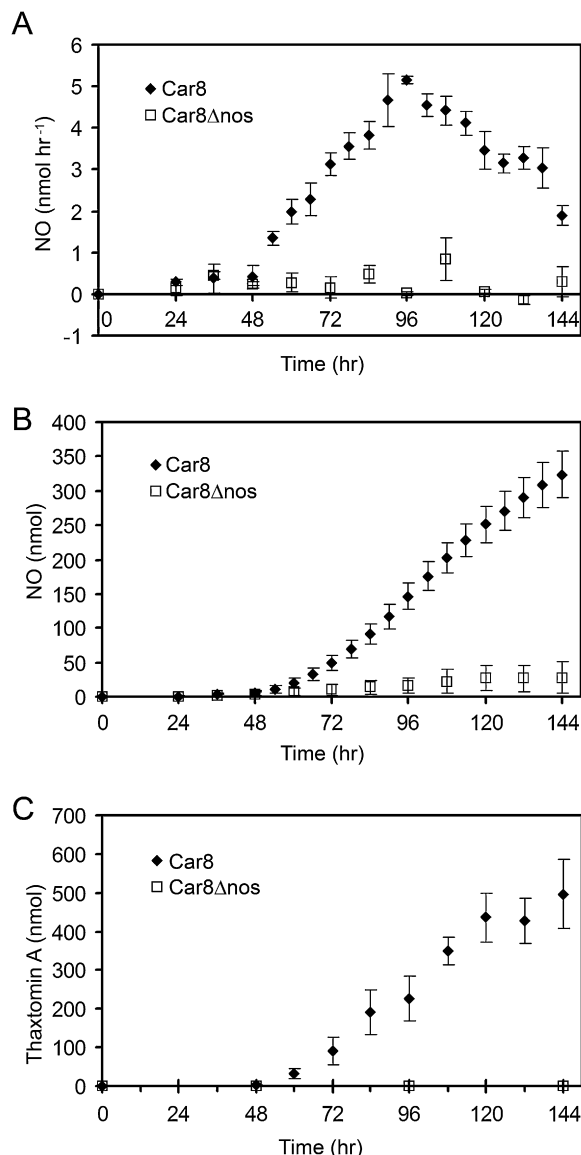 A
6
5
4
3
2
1
0
-1
NO (nmol hr⁻¹)
Car8
Car8Δnos
0 24 48 72 96 120 144
Time (hr)
B
400
350
300
250
200
150
100
50
0
NO (nmol)
Car8
Car8Δnos
0 24 48 72 96 120 144
Time (hr)
C
700
600
500
400
300
200
100
0
Thaxtomin A (nmol)
Car8
Car8Δnos
0 24 48 72 96 120 144
Time (hr)